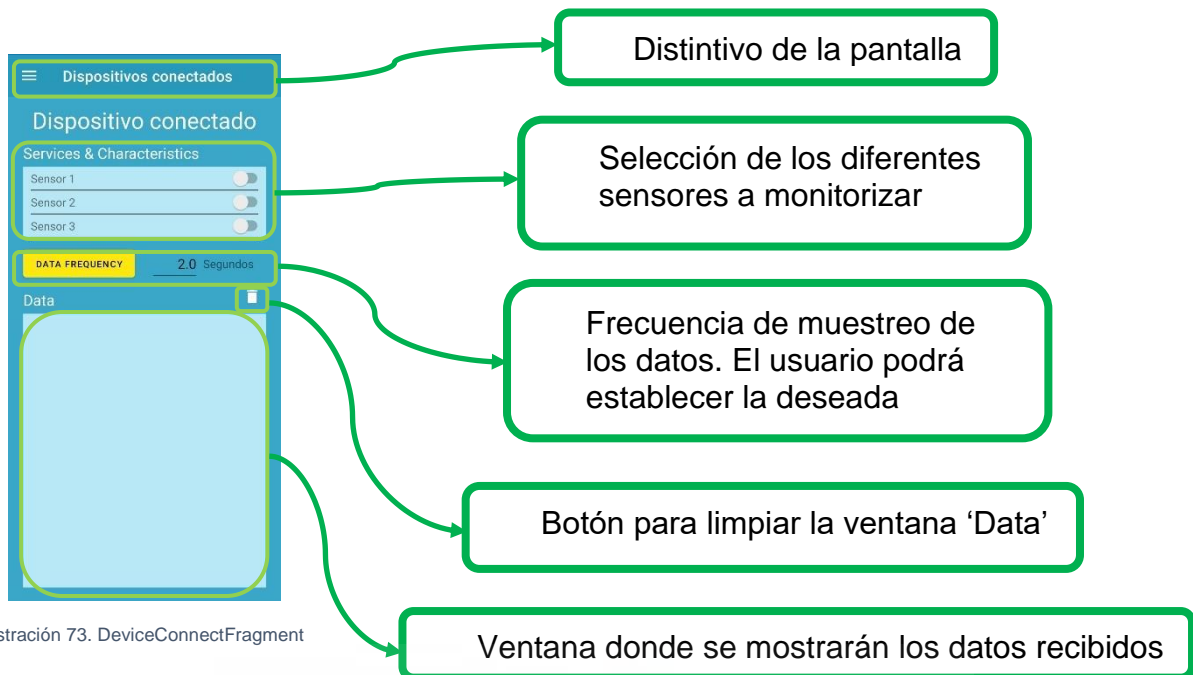 Dispositivos conectados
Dispositivo conectado
Services & Characteristics
Sensor 1
Sensor 2
Sensor 3
DATA FREQUENCY 2.0 Segundos
Data
stración 73. DeviceConnectFragment
Distintivo de la pantalla
Selección de los diferentes
sensores a monitorizar
Frecuencia de muestreo de
los datos. El usuario podrá
establecer la deseada
Botón para limpiar la ventana ‘Data’
Ventana donde se mostrarán los datos recibidos